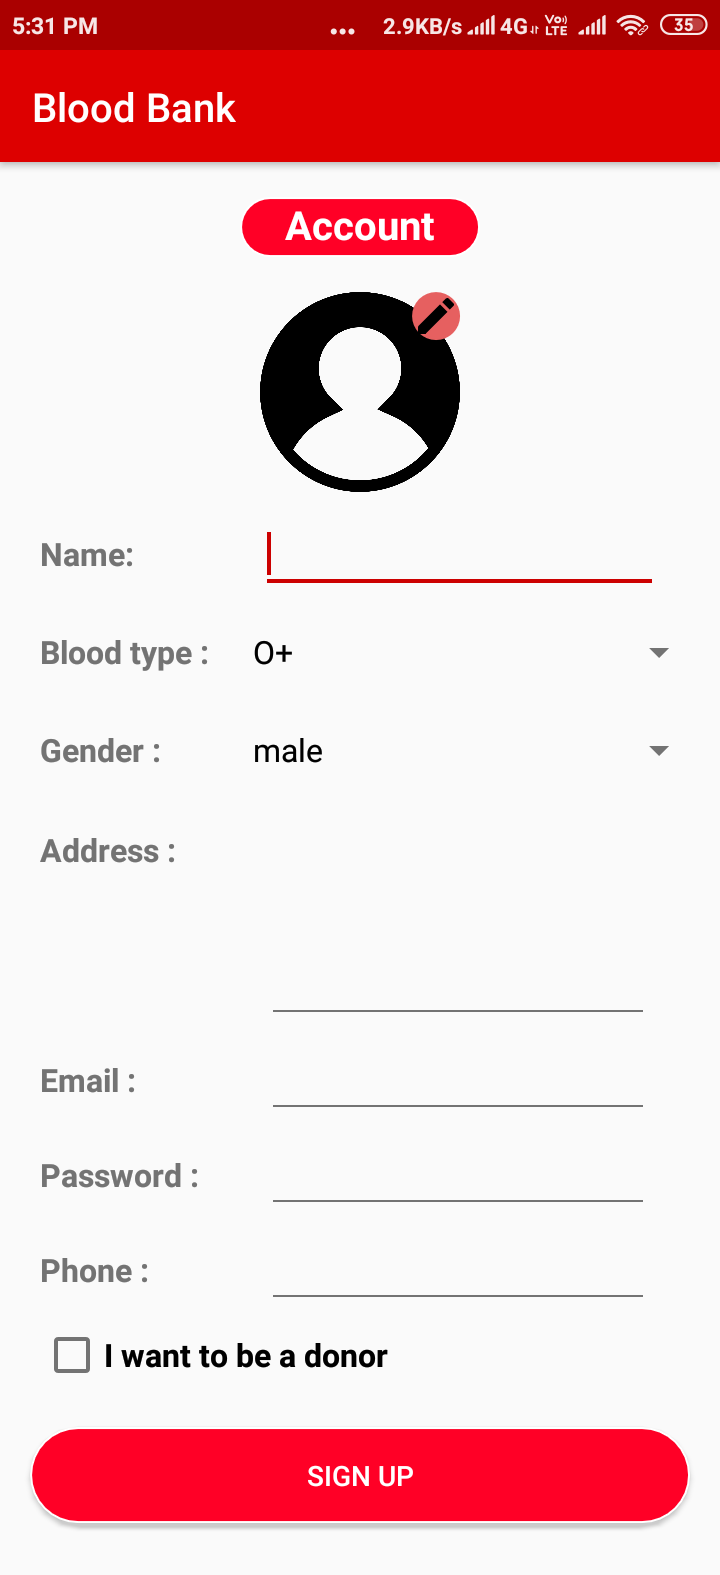 5:31 PM ... 2.9KB/s 4G Vo) LTE 35
Blood Bank
Account
Name:
Blood type : O+
Gender : male
Address :
Email :
Password :
Phone :
I want to be a donor
SIGN UP